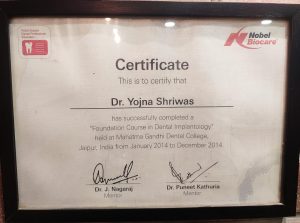 Nobel
Biocare™
Certificate
This is to certify that
Dr. Yojna Shriwas
has successfully completed a
"Foundation Course in Dental Implantology"
held at Mahatma Gandhi Dental College,
Jaipur, India from January 2014 to December 2014
Dr. J. Nagaraj
Mentor
Dr. Puneet Kathuria
Mentor